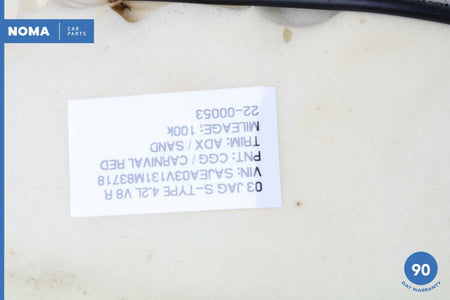 NOMA
CAR
PARTS
03 JAG S-TYPE 4.2L V8 R
VIN: SAJEA03V131M83718
PNT: CGG / CARNIVAL RED
TRIM: ADX / SAND
MILEAGE: 100k
22-00053
90
DAY WARRANTY